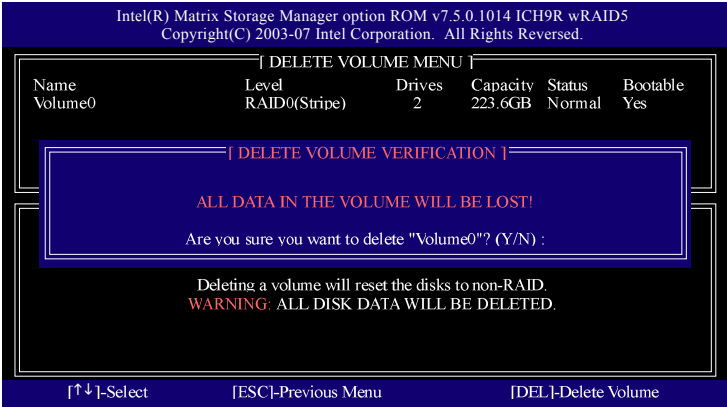 Intel(R) Matrix Storage Manager option ROM v7.5.0.1014 ICH9R wRAID5
Copyright(C) 2003-07 Intel Corporation. All Rights Reversed.
[ DELETE VOLUME MENU ]
Name Level Drives Capacity Status Bootable
Volume0 RAID0(Stripe) 2 223.6GB Normal Yes
[ DELETE VOLUME VERIFICATION ]
ALL DATA IN THE VOLUME WILL BE LOST!
Are you sure you want to delete "Volume0"? (Y/N) :
Deleting a volume will reset the disks to non-RAID.
WARNING: ALL DISK DATA WILL BE DELETED.
[↑↓]-Select [ESC]-Previous Menu [DEL]-Delete Volume